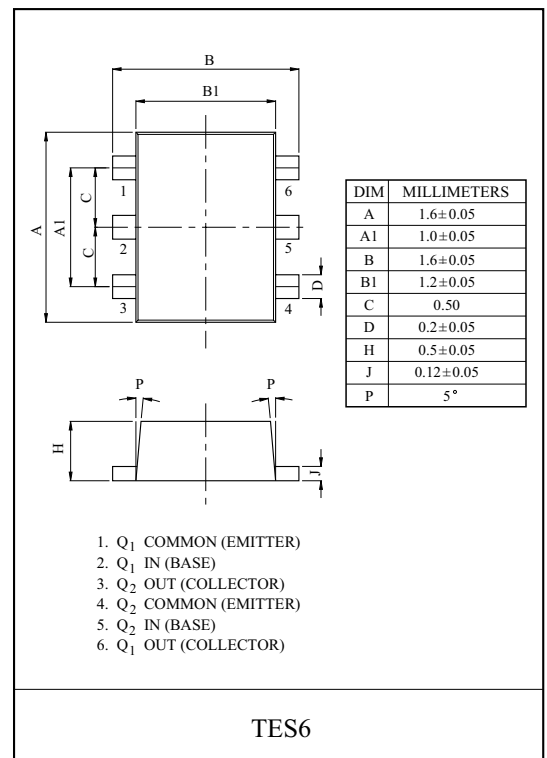 B
B1
A
A1
C
C
D
1
2
3
6
5
4
DIM MILLIMETERS
A 1.6±0.05
A1 1.0±0.05
B 1.6±0.05
B1 1.2±0.05
C 0.50
D 0.2±0.05
H 0.5±0.05
J 0.12±0.05
P 5°
P
P
H
J
1. Q1 COMMON (EMITTER)
2. Q1 IN (BASE)
3. Q2 OUT (COLLECTOR)
4. Q2 COMMON (EMITTER)
5. Q2 IN (BASE)
6. Q1 OUT (COLLECTOR)
TES6